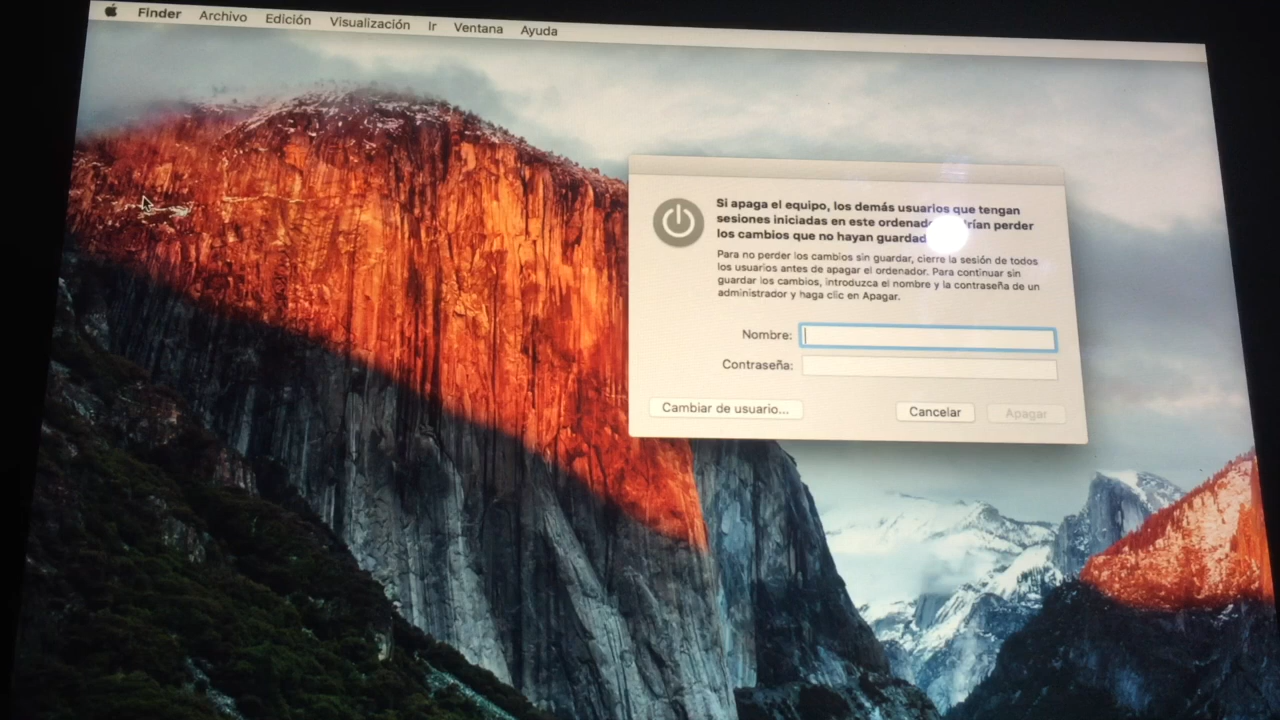 Finder Archivo Edición Visualización Ir Ventana Ayuda
Si apaga el equipo, los demás usuarios que tengan
sesiones iniciadas en este ordenad rían perder
los cambios que no hayan guardad
Para no perder los cambios sin guardar, cierre la sesión de todos
los usuarios antes de apagar el ordenador. Para continuar sin
guardar los cambios, introduzca el nombre y la contraseña de un
administrador y haga clic en Apagar.
Nombre:
Contraseña:
Cambiar de usuario... Cancelar Apagar